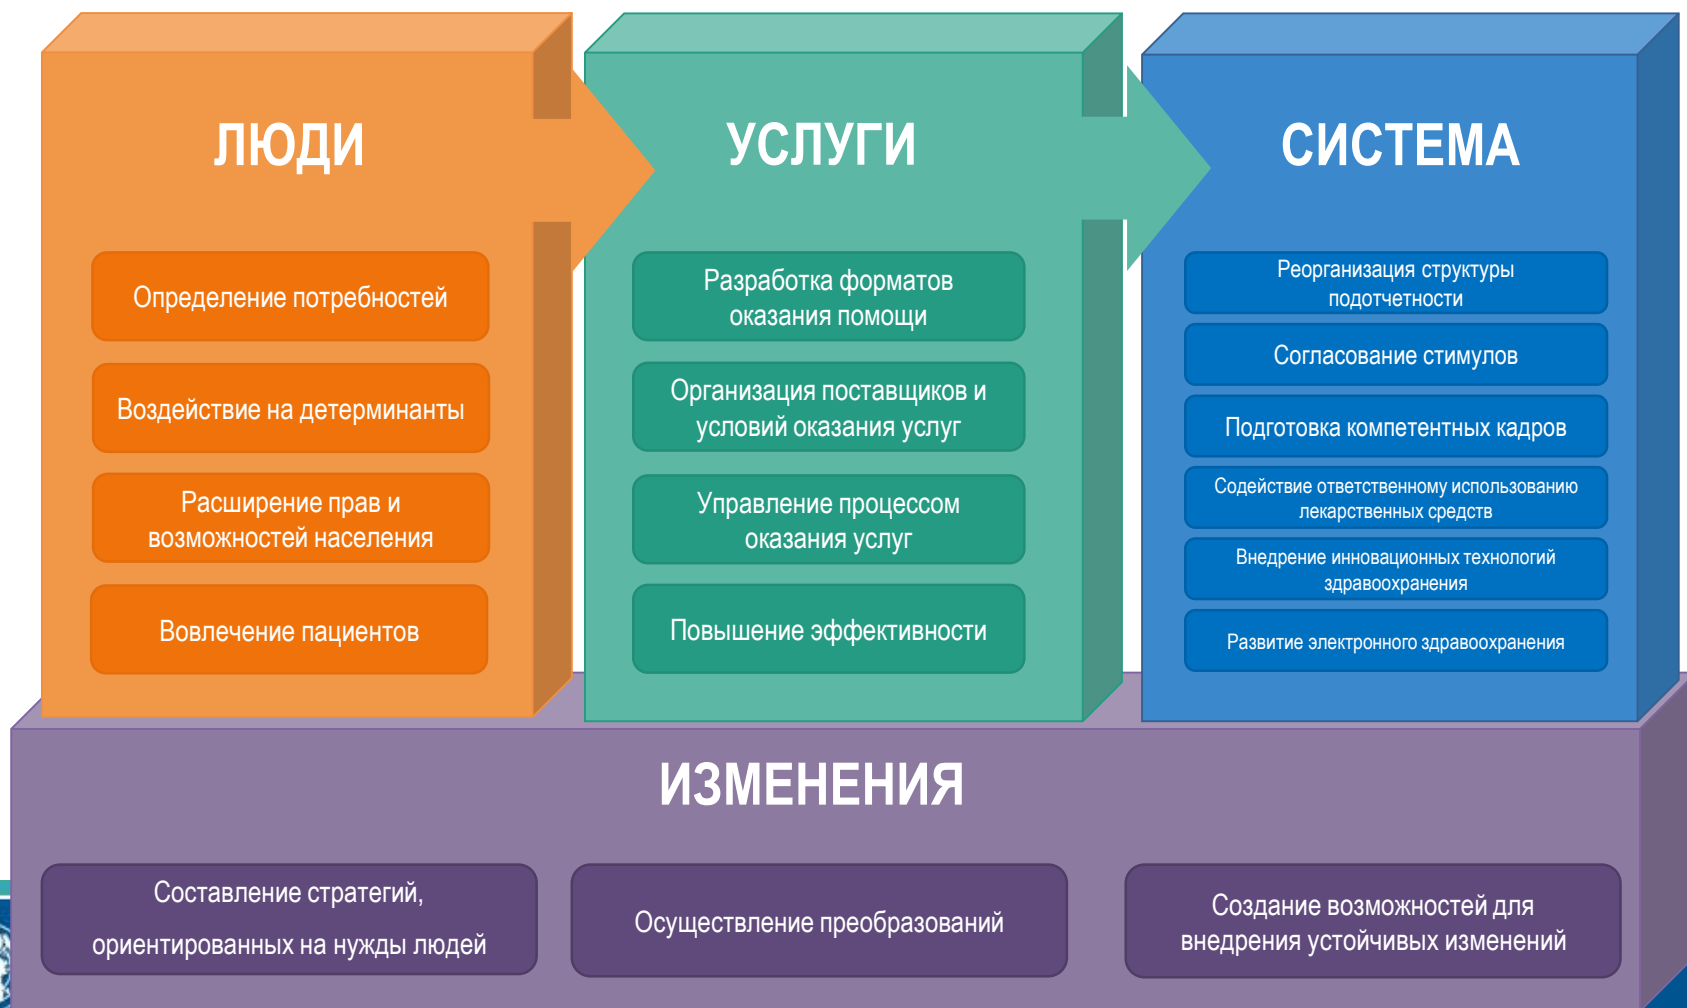 ЛЮДИ
Определение потребностей
Воздействие на детерминанты
Расширение прав и
возможностей населения
Вовлечение пациентов
УСЛУГИ
Разработка форматов
оказания помощи
Организация поставщиков и
условий оказания услуг
Управление процессом
оказания услуг
Повышение эффективности
СИСТЕМА
Реорганизация структуры
подотчетности
Согласование стимулов
Подготовка компетентных кадров
Содействие ответственному использованию
лекарственных средств
Внедрение инновационных технологий
здравоохранения
Развитие электронного здравоохранения
ИЗМЕНЕНИЯ
Составление стратегий,
ориентированных на нужды людей
Осуществление преобразований
Создание возможностей для
внедрения устойчивых изменений